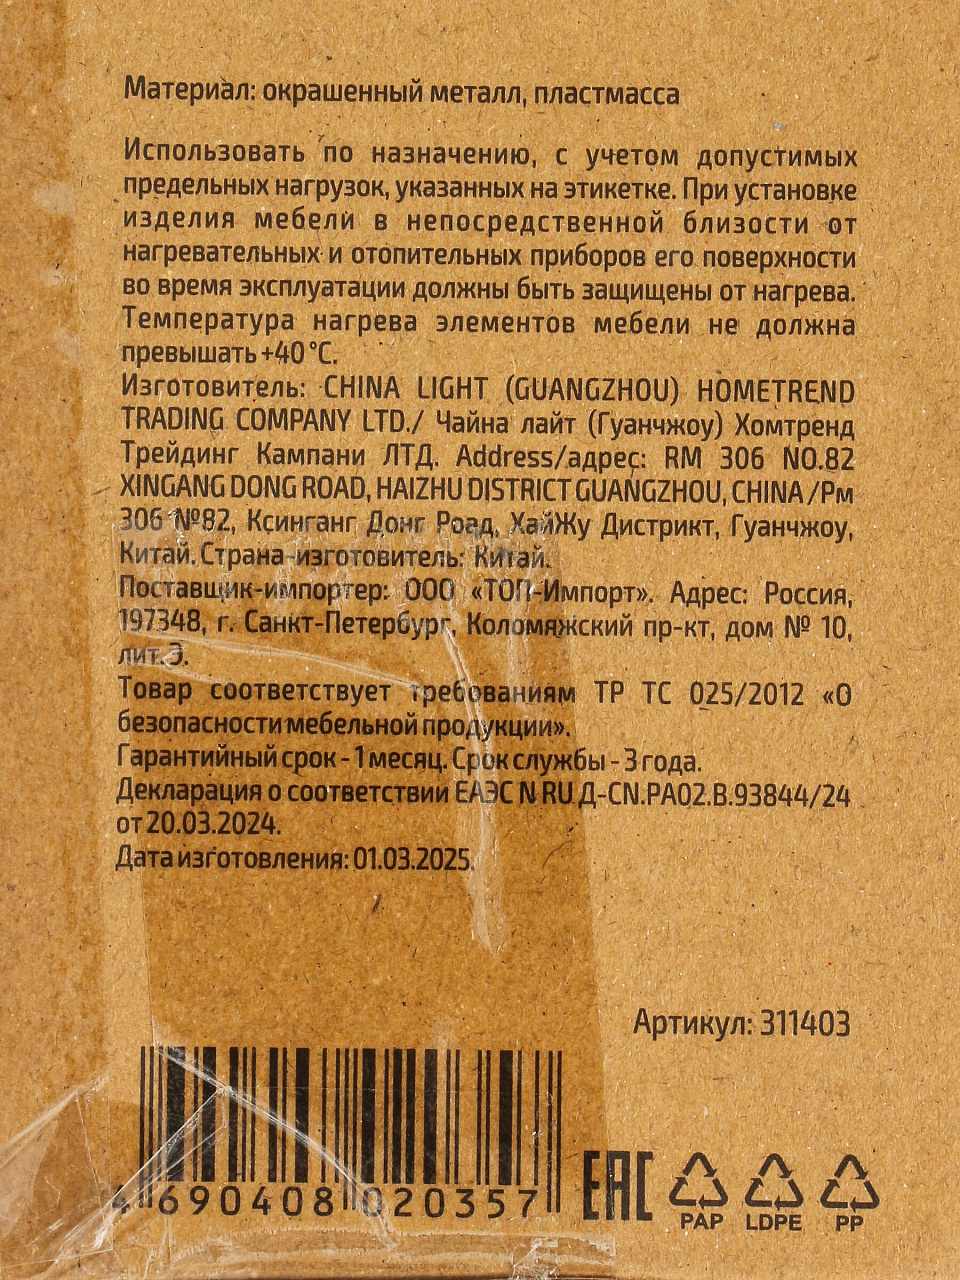 Материал: окрашенный металл, пластмасса
Использовать по назначению, с учетом допустимых
предельных нагрузок, указанных на этикетке. При установке
изделия мебели в непосредственной близости от
нагревательных и отопительных приборов его поверхности
во время эксплуатации должны быть защищены от нагрева.
Температура нагрева элементов мебели не должна
превышать +40 °С.
Изготовитель: CHINA LIGHT (GUANGZHOU) HOMETREND
TRADING COMPANY LTD./ Чайна лайт (Гуанчжоу) Хомтренд
Трейдинг Кампани ЛТД. Address/адрес: RM 306 NO.82
XINGANG DONG ROAD, HAIZHU DISTRICT GUANGZHOU, CHINA /Рм
306 №82, Ксинганг Донг Роад, ХайЖу Дистрикт, Гуанчжоу,
Китай. Страна-изготовитель: Китай.
Поставщик-импортер: ООО «ТОП-Импорт». Адрес: Россия,
197348, г. Санкт-Петербург, Коломяжский пр-кт, дом № 10,
лит.Э.
Товар соответствует требованиям ТР ТС 025/2012 «О
безопасности мебельной продукции».
Гарантийный срок - 1 месяц. Срок службы - 3 года.
Декларация о соответствии ЕАЭС N RU Д-CN.РА02.В.93844/24
от 20.03.2024.
Дата изготовления: 01.03.2025.
Артикул: 311403
4 690408 020357
EAC
PAP LDPE PP